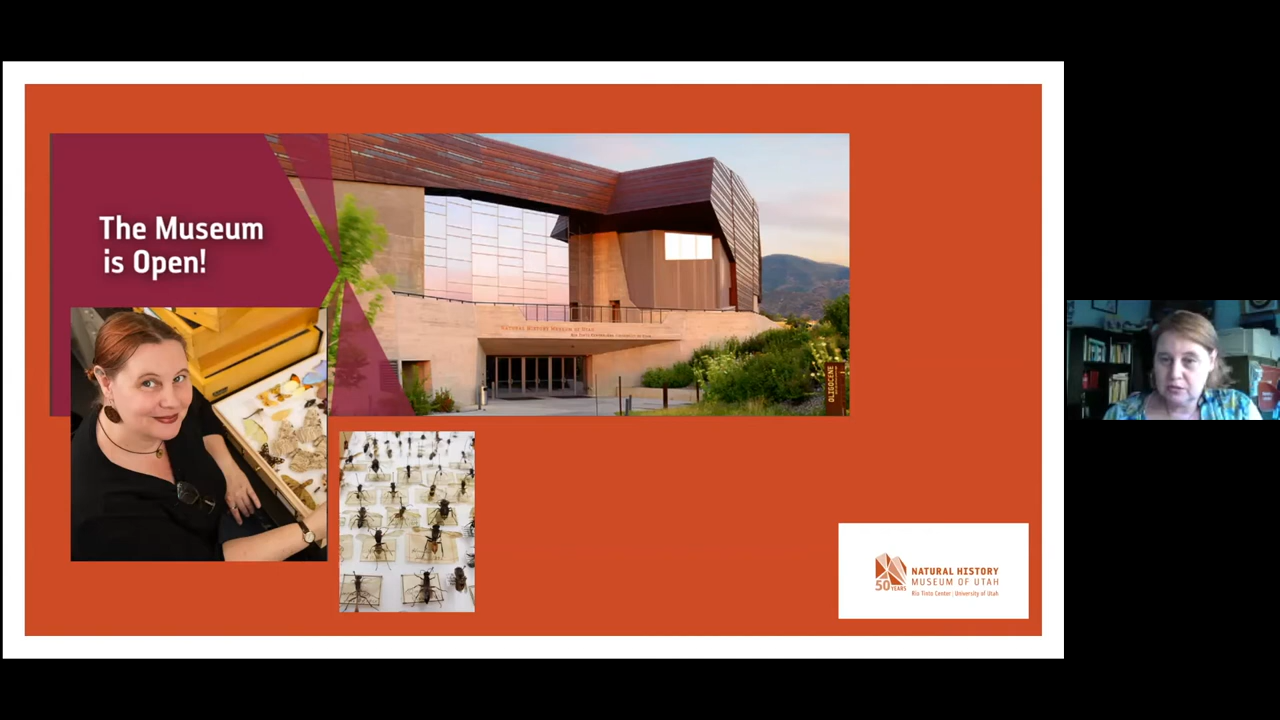 The Museum
is Open!
NATURAL HISTORY MUSEUM OF UTAH
OLIGOCINE
50 YEARS
NATURAL HISTORY
MUSEUM OF UTAH
Rio Tinto Center | University of Utah